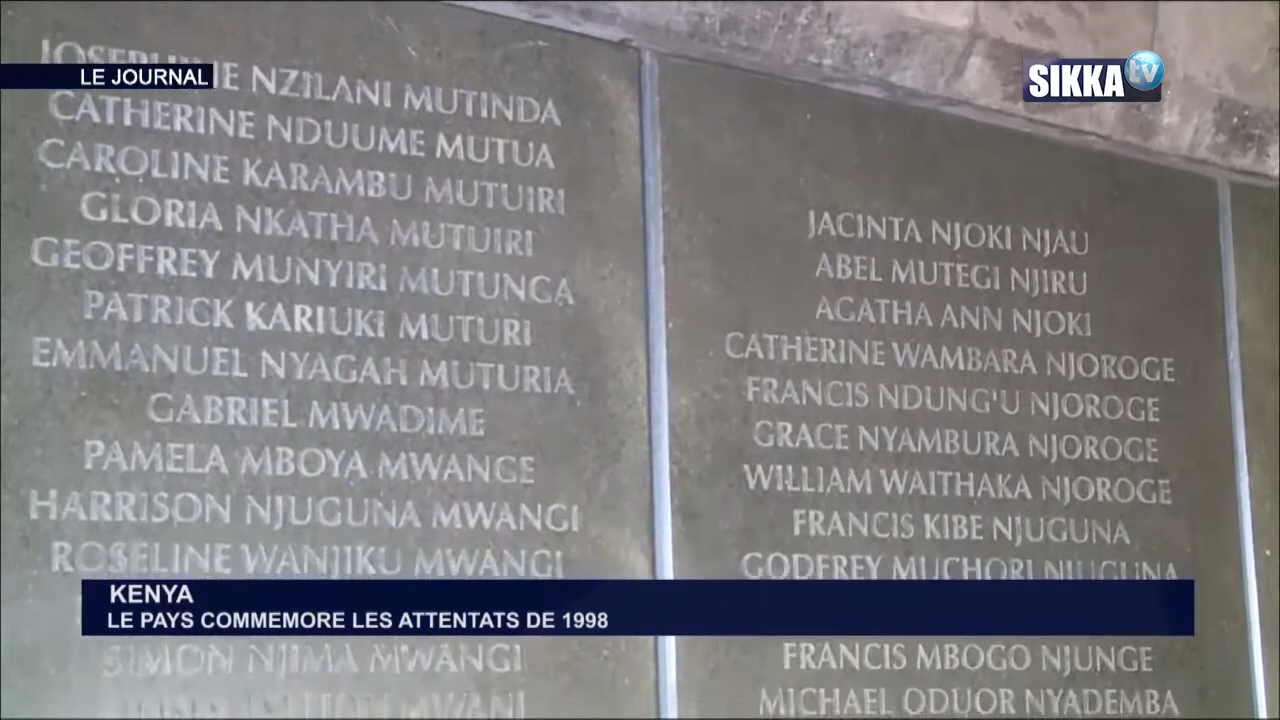 LE JOURNAL
SIKKA tv
NZILANI MUTINDA
CATHERINE NDUUME MUTUA
CAROLINE KARAMBU MUTUIRI
GLORIA NKATHA MUTUIRI
GEOFFREY MUNYIRI MUTUNGA
PATRICK KARIUKI MUTURI
EMMANUEL NYAGAH MUTURIA
GABRIEL MWADIME
PAMELA MBOYA MWANGE
HARRISON NJUGUNA MWANGI
ROSELINE WANJIKU MWANGI
SIMON NJIMA MWANGI
JACINTA NJOKI NJAU
ABEL MUTEGI NJIRU
AGATHA ANN NJOKI
CATHERINE WAMBARA NJOROGE
FRANCIS NDUNG'U NJOROGE
GRACE NYAMBURA NJOROGE
WILLIAM WAITHAKA NJOROGE
FRANCIS KIBE NJUGUNA
GODFREY MUCHORI NJUGUNA
FRANCIS MBOGO NJUNGE
MICHAEL ODUOR NYADEMBA
KENYA
LE PAYS COMMEMORE LES ATTENTATS DE 1998